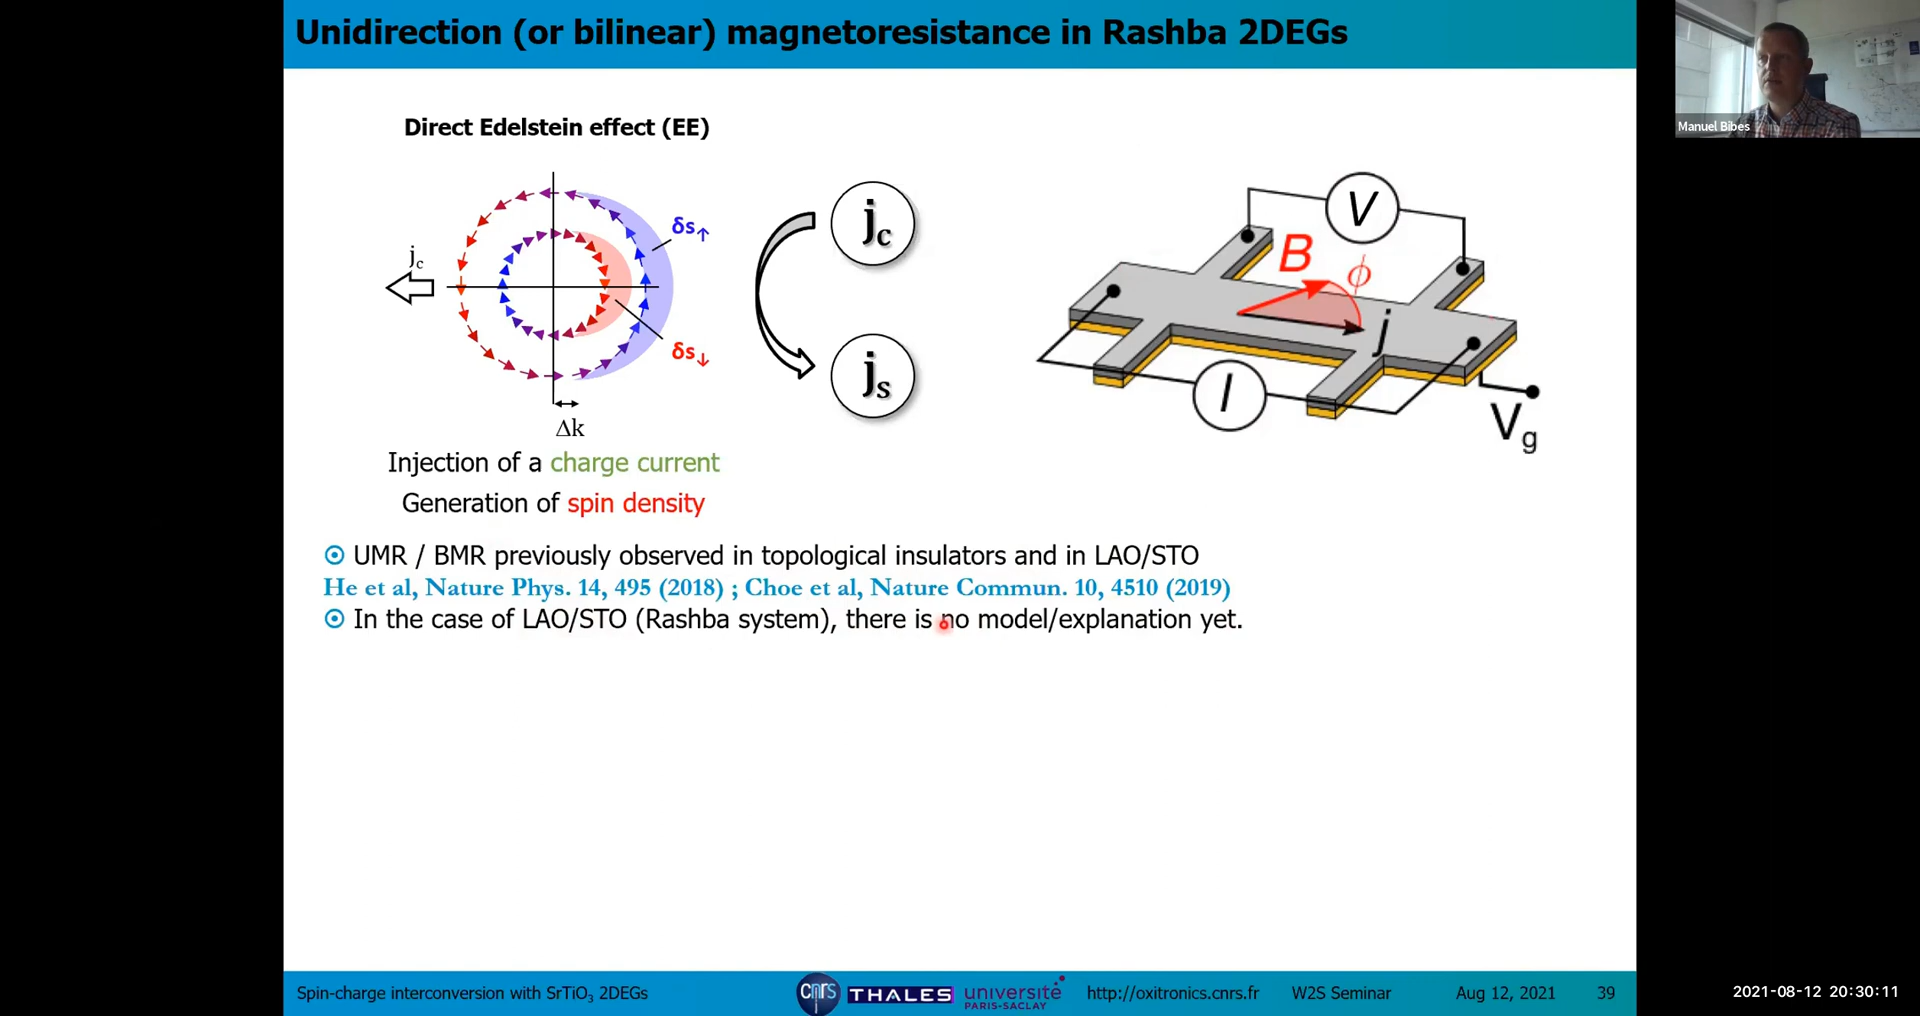 Unidirection (or bilinear) magnetoresistance in Rashba 2DEGs
Manuel Bibes
Direct Edelstein effect (EE)
jc
δs↑
δs↓
Δk
jc
js
V
B
ϕ
j
I
Vg
Injection of a charge current
Generation of spin density
UMR / BMR previously observed in topological insulators and in LAO/STO
He et al, Nature Phys. 14, 495 (2018) ; Choe et al, Nature Commun. 10, 4510 (2019)
In the case of LAO/STO (Rashba system), there is no model/explanation yet.
Spin-charge interconversion with SrTiO3 2DEGs
cnrs
THALES
université
PARIS-SACLAY
http://oxitronics.cnrs.fr
W2S Seminar
Aug 12, 2021
39
2021-08-12 20:30:11